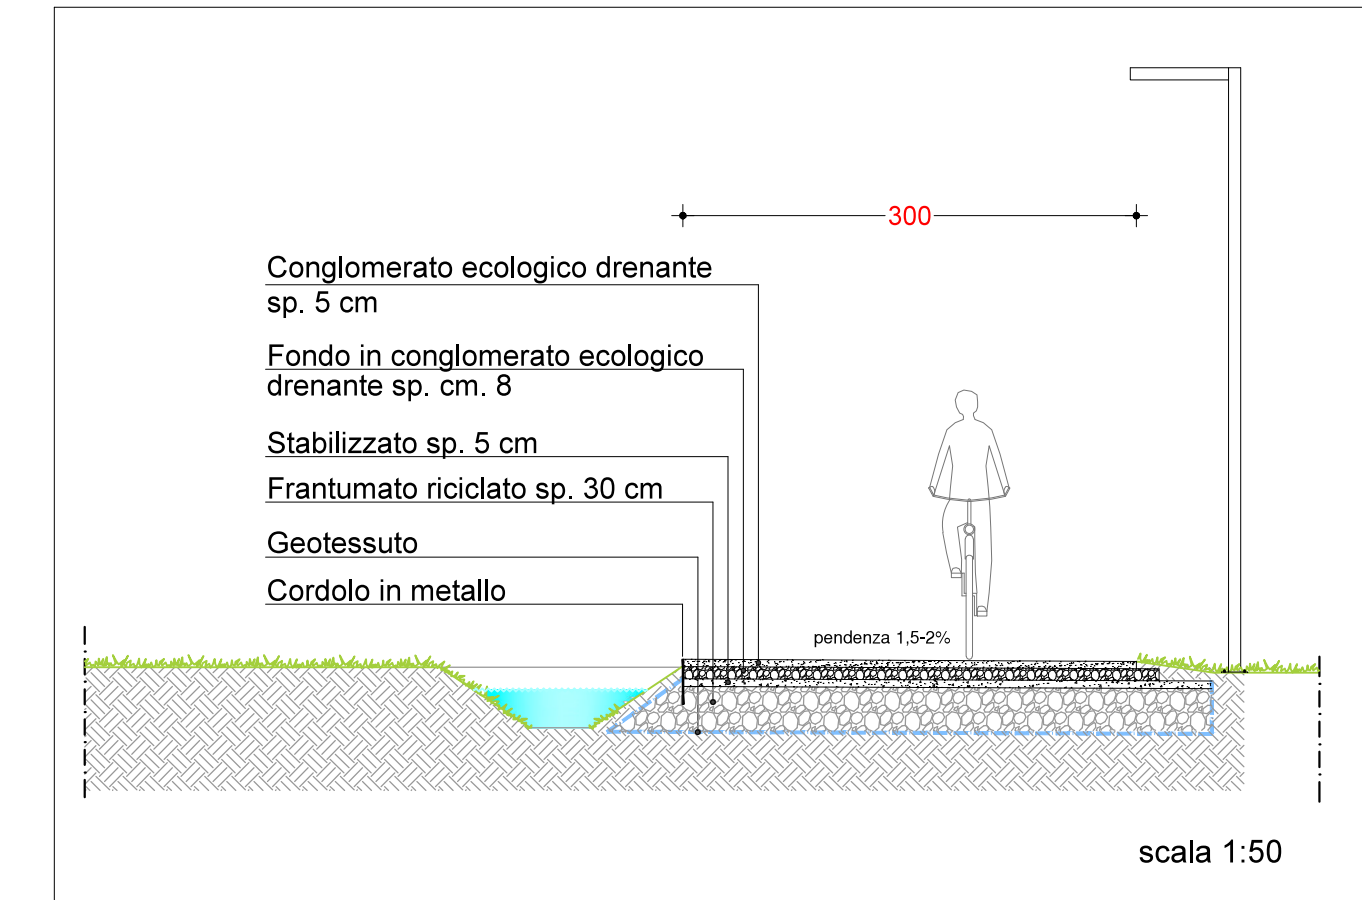 300
Conglomerato ecologico drenante
sp. 5 cm
Fondo in conglomerato ecologico
drenante sp. cm. 8
Stabilizzato sp. 5 cm
Frantumato riciclato sp. 30 cm
Geotessuto
Cordolo in metallo
pendenza 1,5-2%
scala 1:50